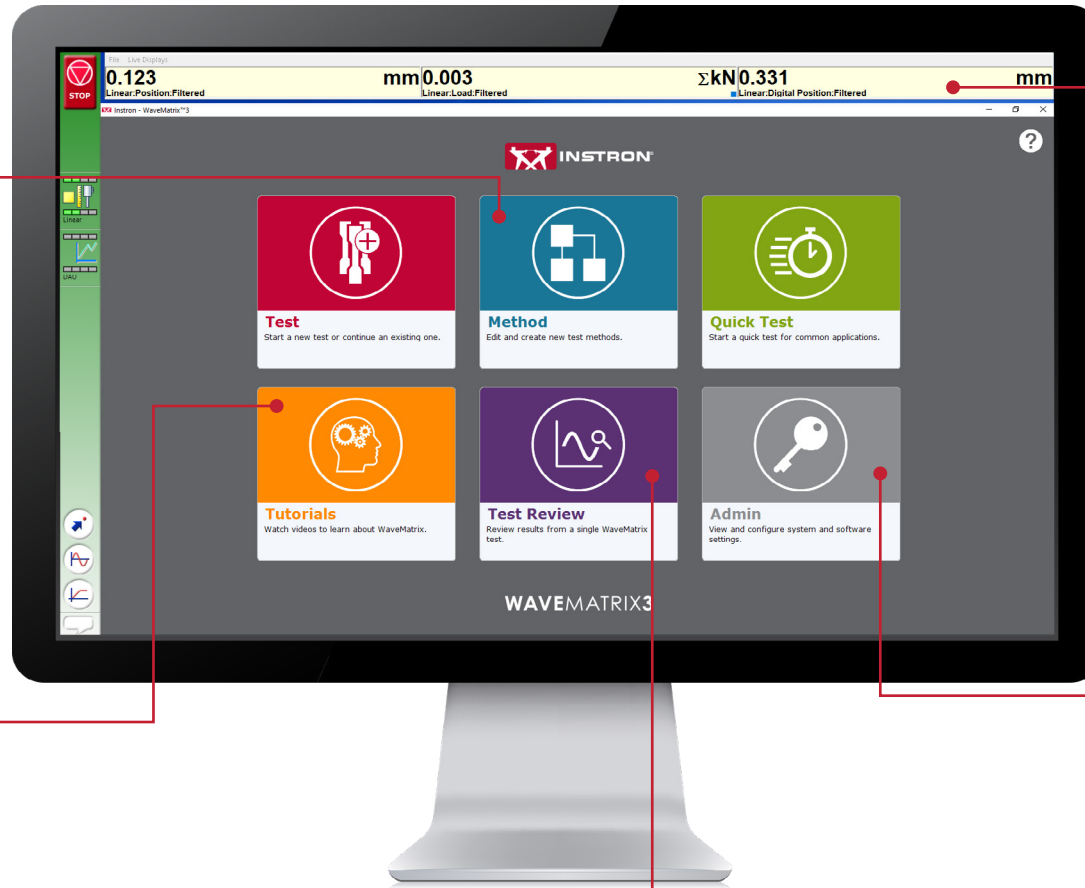 File Live Displays
STOP
0.123 mm
Linear:Position:Filtered
0.003 ΣkN
Linear:Load:Filtered
0.331 mm
Linear:Digital Position:Filtered
Instron - WaveMatrix™3
INSTRON®
?
Linear
DAQ
Test
Start a new test or continue an existing one.
Method
Edit and create new test methods.
Quick Test
Start a quick test for common applications.
Tutorials
Watch videos to learn about WaveMatrix.
Test Review
Review results from a single WaveMatrix
test.
Admin
View and configure system and software
settings.
WAVEMATRIX3